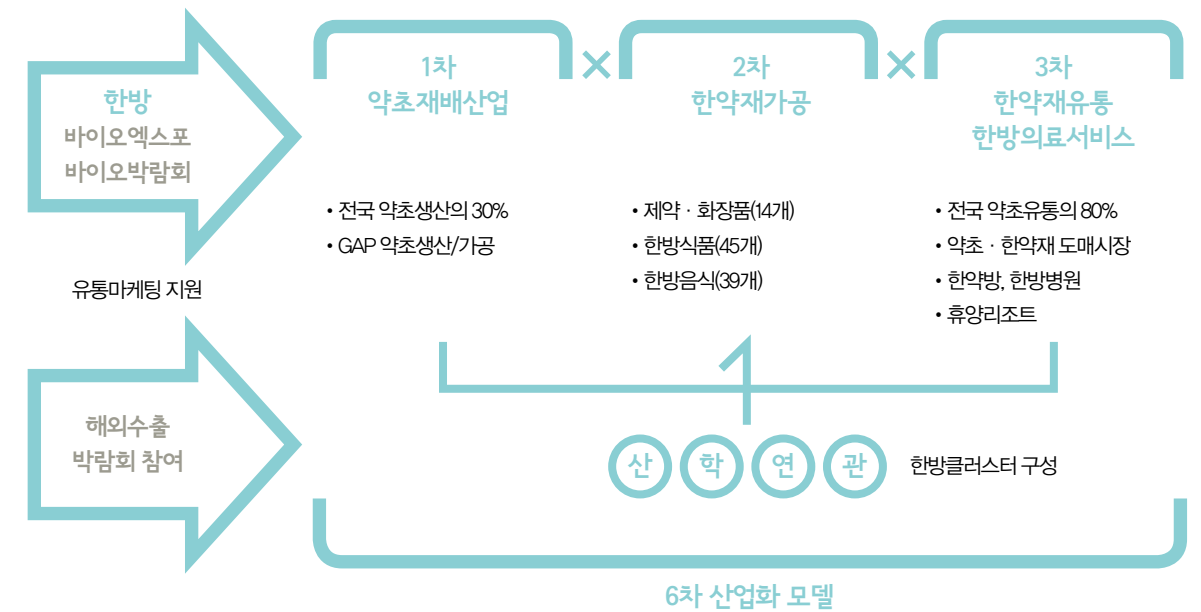 한방
바이오엑스포
바이오박람회
유통마케팅 지원
해외수출
박람회 참여
1차
약초재배산업
• 전국 약초생산의 30%
• GAP 약초생산/가공
×
2차
한약재가공
• 제약 · 화장품(14개)
• 한방식품(45개)
• 한방음식(39개)
×
3차
한약재유통
한방의료서비스
• 전국 약초유통의 80%
• 약초 · 한약재 도매시장
• 한약방, 한방병원
• 휴양리조트
산 학 연 관 한방클러스터 구성
6차 산업화 모델